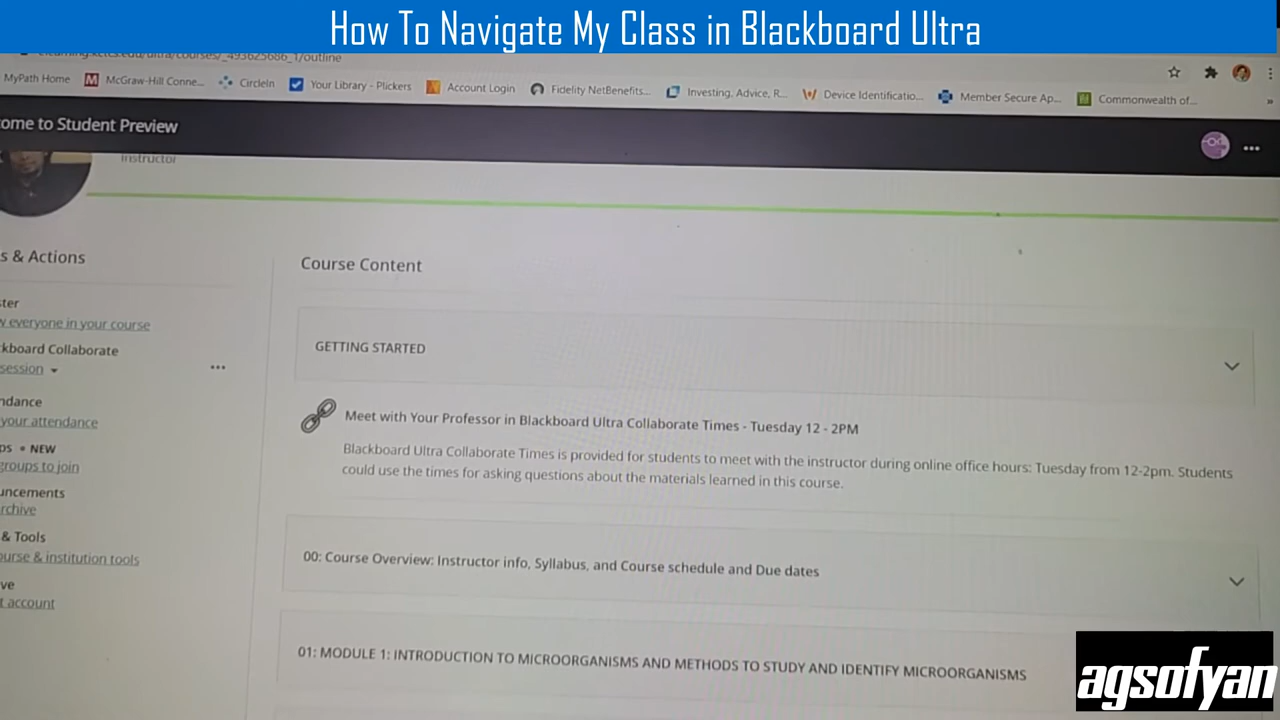 How To Navigate My Class in Blackboard Ultra
_1/outline
MyPath Home
McGraw-Hill Conne...
CircleIn
Your Library - Plickers
Account Login
Fidelity NetBenefits...
Investing, Advice, R...
Device Identificatio...
Member Secure Ap...
Commonwealth of...
»
ome to Student Preview
Instructor
s & Actions
Course Content
ter
w everyone in your course
GETTING STARTED
kboard Collaborate
session
ndance
your attendance
Meet with Your Professor in Blackboard Ultra Collaborate Times - Tuesday 12 - 2PM
ps • NEW
groups to join
Blackboard Ultra Collaborate Times is provided for students to meet with the instructor during online office hours: Tuesday from 12-2pm. Students
could use the times for asking questions about the materials learned in this course.
uncements
rchive
& Tools
ourse & institution tools
00: Course Overview: Instructor info, Syllabus, and Course schedule and Due dates
ve
t account
01: MODULE 1: INTRODUCTION TO MICROORGANISMS AND METHODS TO STUDY AND IDENTIFY MICROORGANISMS
agsofyan